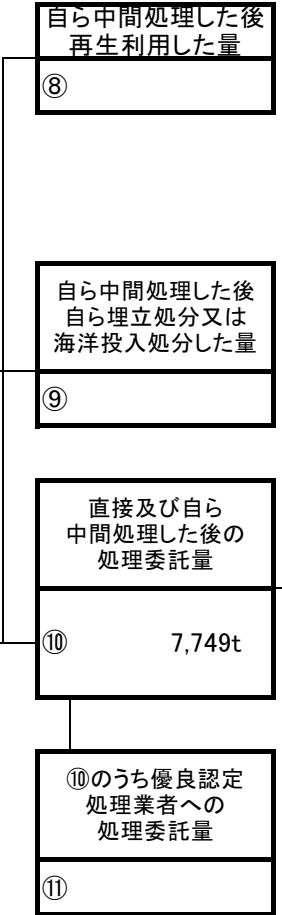 自ら中間処理した後
再生利用した量
⑧
自ら中間処理した後
自ら埋立処分又は
海洋投入処分した量
⑨
直接及び自ら
中間処理した後の
処理委託量
⑩ 7,749t
⑩のうち優良認定
処理業者への
処理委託量
⑪